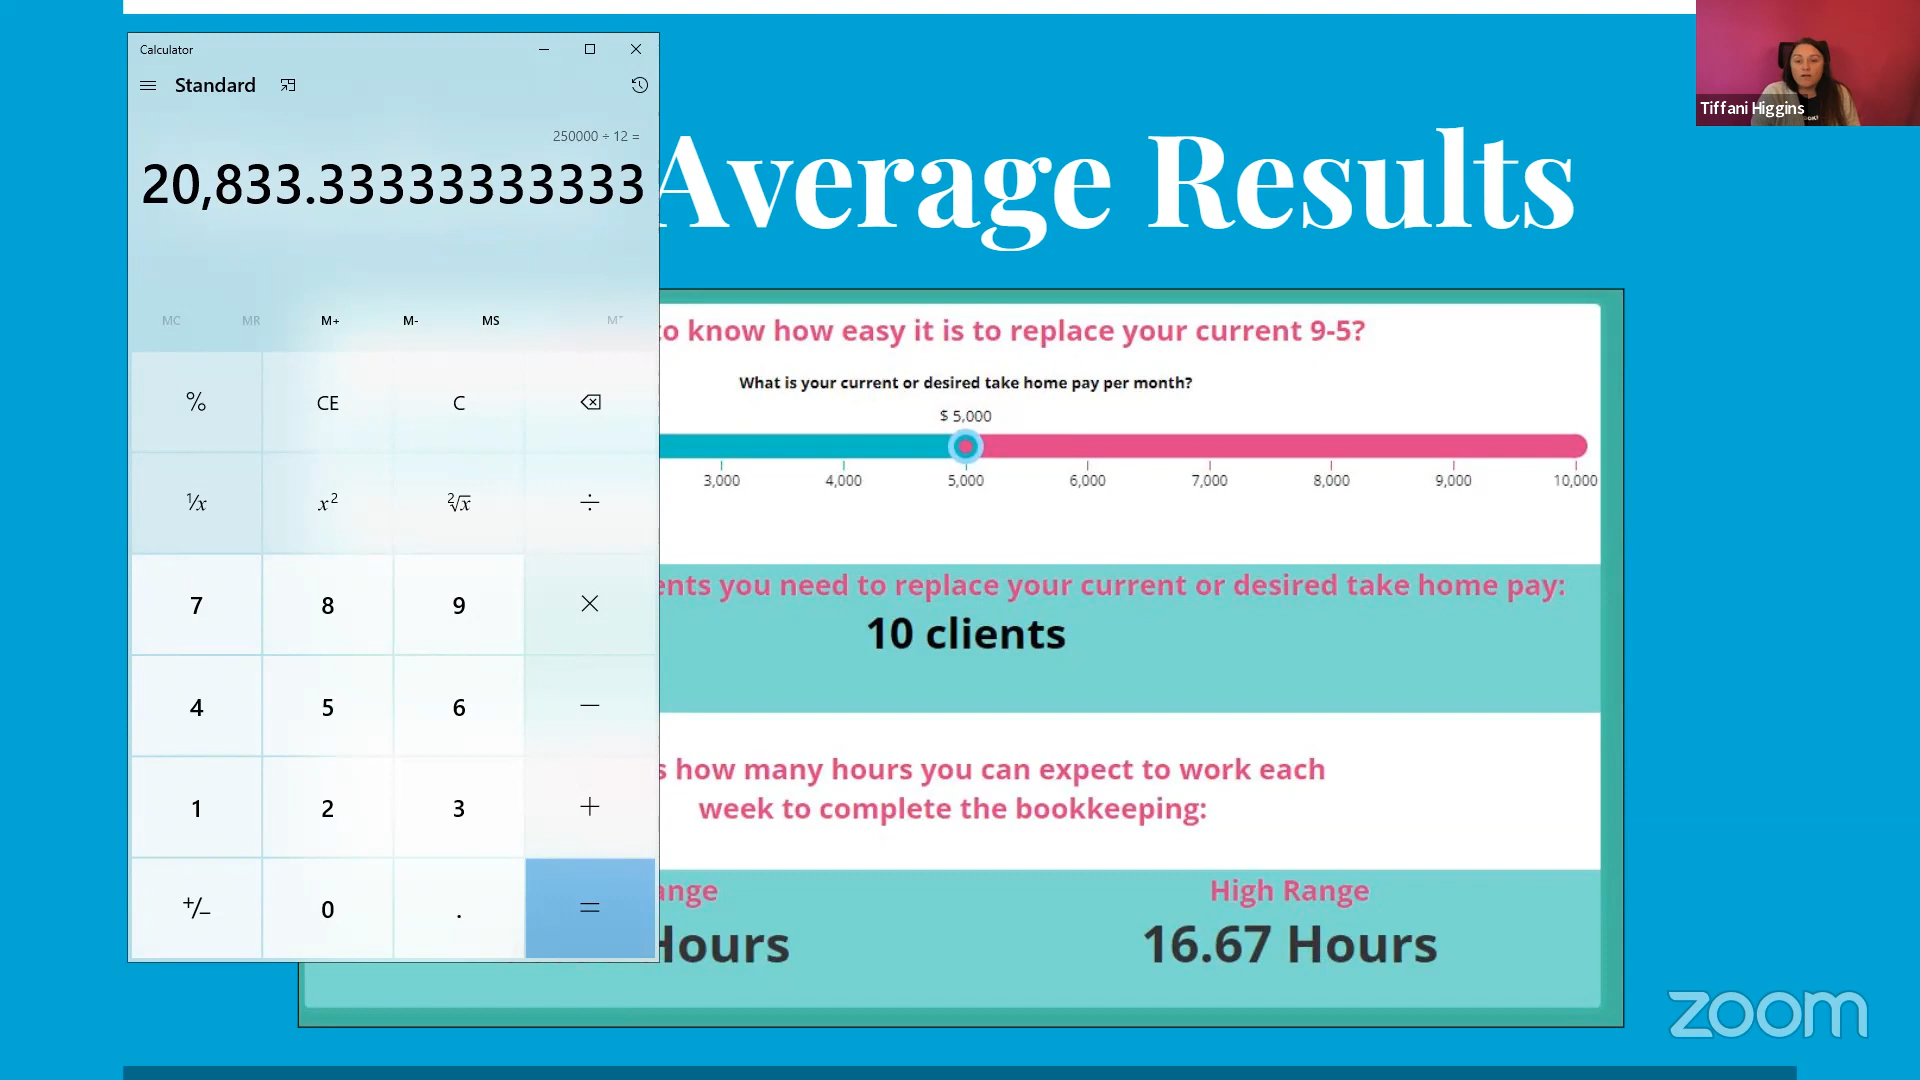 Calculator
Standard
250000 ÷ 12 =
20,833.33333333333
MC MR M+ M- MS
% CE C
⅟x x² ²√x ÷
7 8 9 ×
4 5 6 −
1 2 3 +
+/− 0 . =
Average Results
to know how easy it is to replace your current 9-5?
What is your current or desired take home pay per month?
$ 5,000
3,000 4,000 5,000 6,000 7,000 8,000 9,000 10,000
you need to replace your current or desired take home pay:
10 clients
how many hours you can expect to work each
week to complete the bookkeeping:
High Range
Hours 16.67 Hours
Tiffani Higgins
zoom